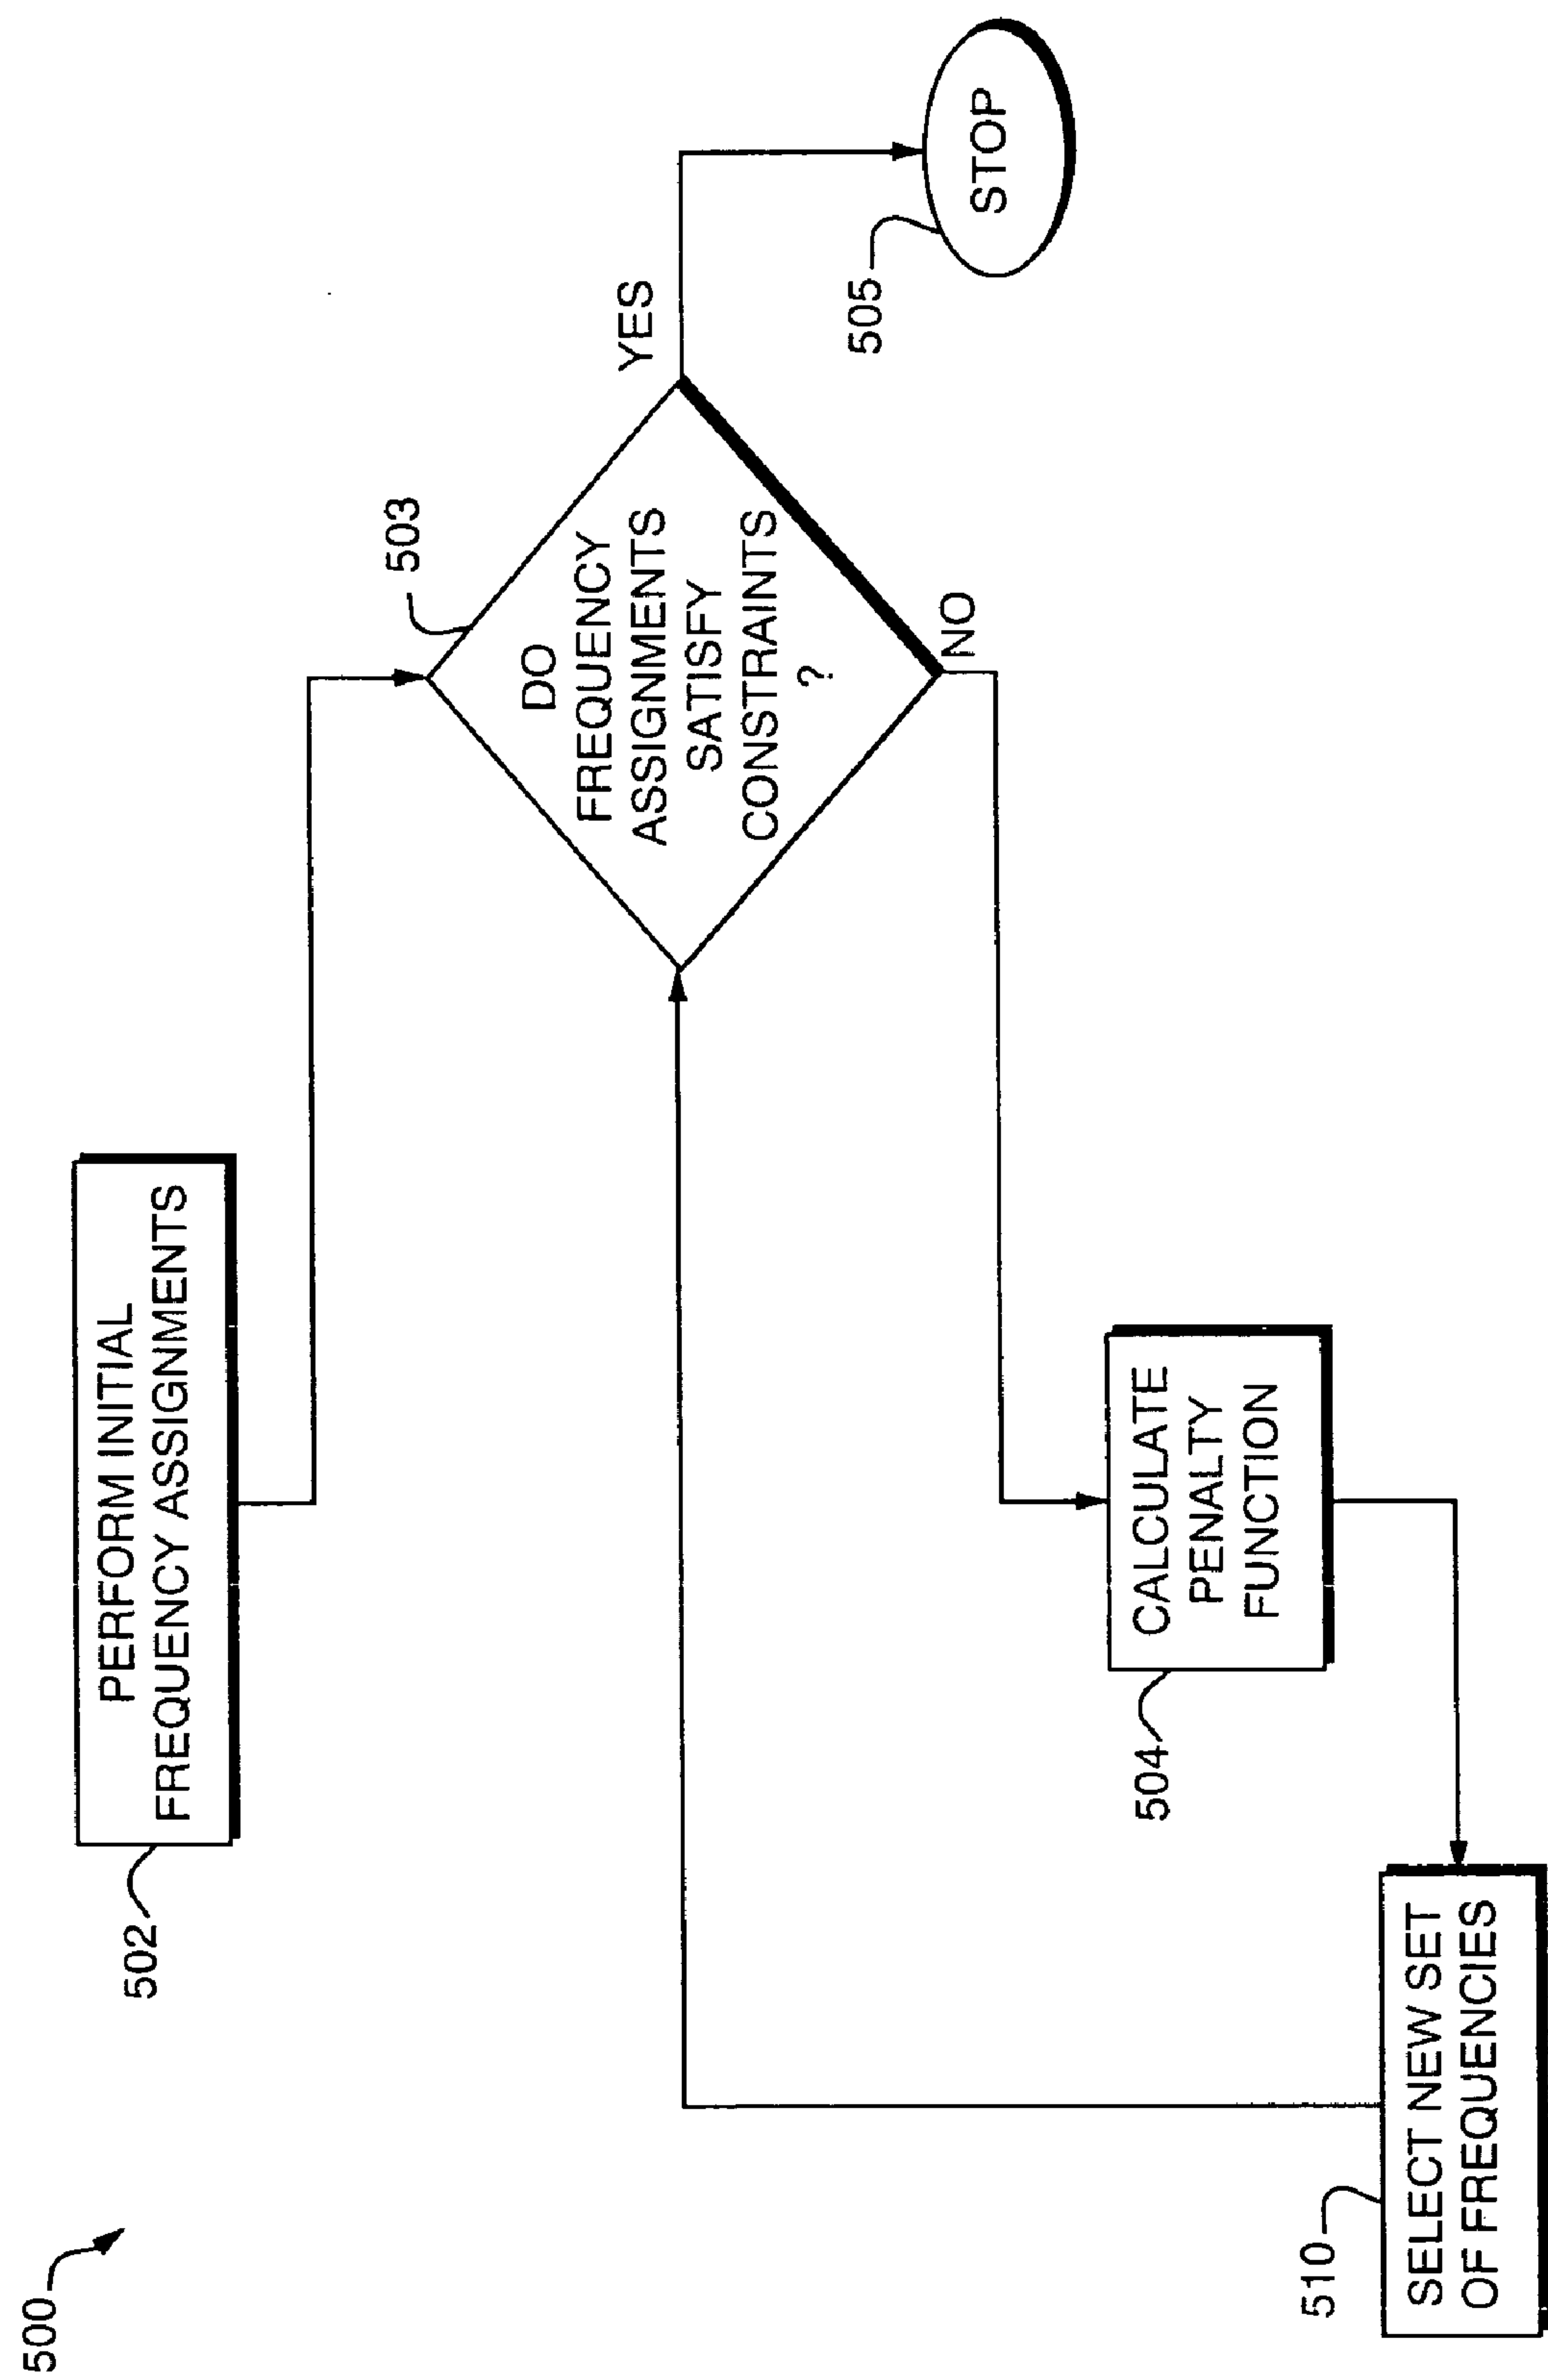 500
502
PERFORM INITIAL
FREQUENCY ASSIGNMENTS
503
DO
FREQUENCY
ASSIGNMENTS
SATISFY
CONSTRAINTS
?
YES
NO
505
STOP
504
CALCULATE
PENALTY
FUNCTION
510
SELECT NEW SET
OF FREQUENCIES